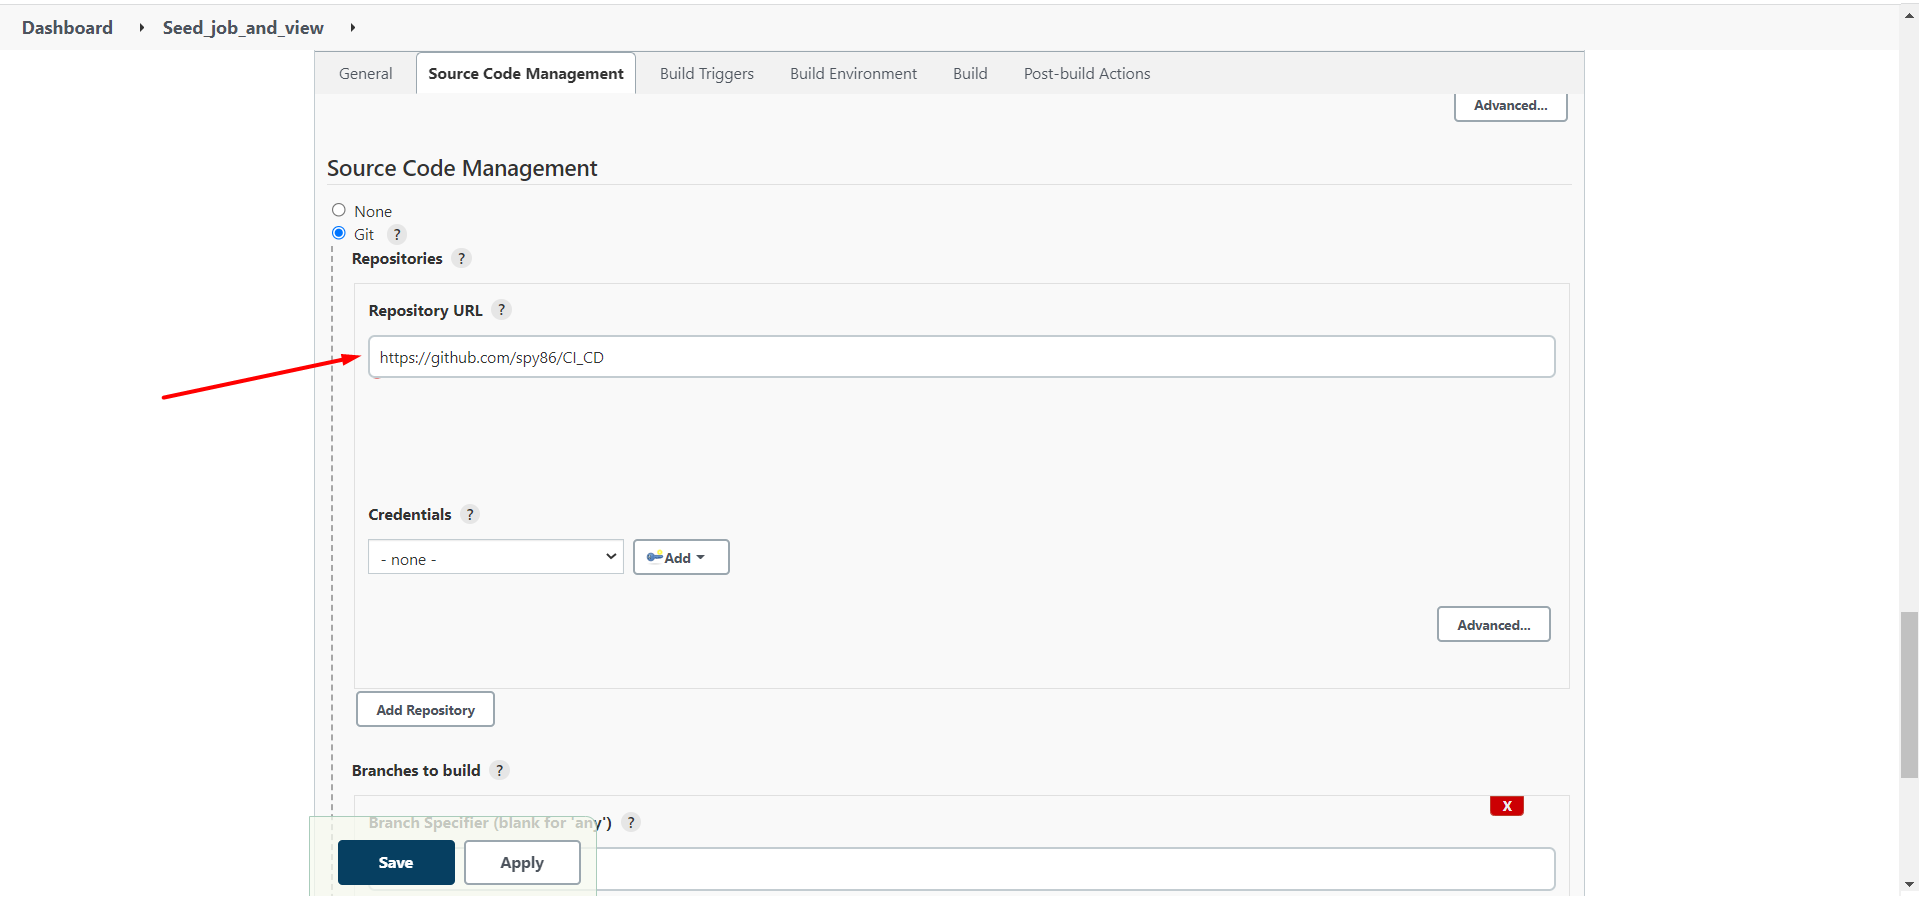 Dashboard Seed_job_and_view
General Source Code Management Build Triggers Build Environment Build Post-build Actions
Advanced...
Source Code Management
None
Git ?
Repositories ?
Repository URL ?
https://github.com/spy86/CI_CD
Credentials ?
- none - Add
Advanced...
Add Repository
Branches to build ?
X
Branch Specifier (blank for 'any') ?
Save Apply